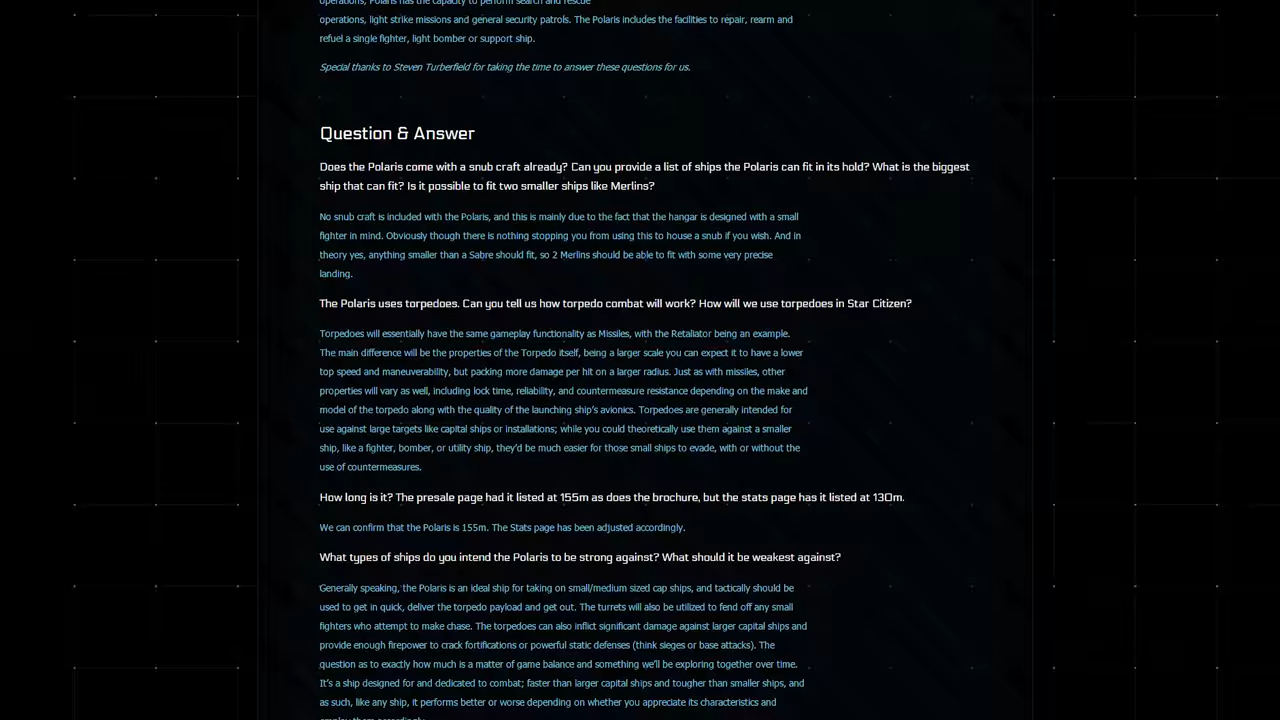 operations, Polaris has the capacity to perform search and rescue
operations, light strike missions and general security patrols. The Polaris includes the facilities to repair, rearm and
refuel a single fighter, light bomber or support ship.
Special thanks to Steven Turberfield for taking the time to answer these questions for us.
Question & Answer
Does the Polaris come with a snub craft already? Can you provide a list of ships the Polaris can fit in its hold? What is the biggest
ship that can fit? Is it possible to fit two smaller ships like Merlins?
No snub craft is included with the Polaris, and this is mainly due to the fact that the hangar is designed with a small
fighter in mind. Obviously though there is nothing stopping you from using this to house a snub if you wish. And in
theory yes, anything smaller than a Sabre should fit, so 2 Merlins should be able to fit with some very precise
landing.
The Polaris uses torpedoes. Can you tell us how torpedo combat will work? How will we use torpedoes in Star Citizen?
Torpedoes will essentially have the same gameplay functionality as Missiles, with the Retaliator being an example.
The main difference will be the properties of the Torpedo itself, being a larger scale you can expect it to have a lower
top speed and maneuverability, but packing more damage per hit on a larger radius. Just as with missiles, other
properties will vary as well, including lock time, reliability, and countermeasure resistance depending on the make and
model of the torpedo along with the quality of the launching ship's avionics. Torpedoes are generally intended for
use against large targets like capital ships or installations; while you could theoretically use them against a smaller
ship, like a fighter, bomber, or utility ship, they'd be much easier for those small ships to evade, with or without the
use of countermeasures.
How long is it? The presale page had it listed at 155m as does the brochure, but the stats page has it listed at 130m.
We can confirm that the Polaris is 155m. The Stats page has been adjusted accordingly.
What types of ships do you intend the Polaris to be strong against? What should it be weakest against?
Generally speaking, the Polaris is an ideal ship for taking on small/medium sized cap ships, and tactically should be
used to get in quick, deliver the torpedo payload and get out. The turrets will also be utilized to fend off any small
fighters who attempt to make chase. The torpedoes can also inflict significant damage against larger capital ships and
provide enough firepower to crack fortifications or powerful static defenses (think sieges or base attacks). The
question as to exactly how much is a matter of game balance and something we'll be exploring together over time.
It's a ship designed for and dedicated to combat; faster than larger capital ships and tougher than smaller ships, and
as such, like any ship, it performs better or worse depending on whether you appreciate its characteristics and
employ them accordingly.